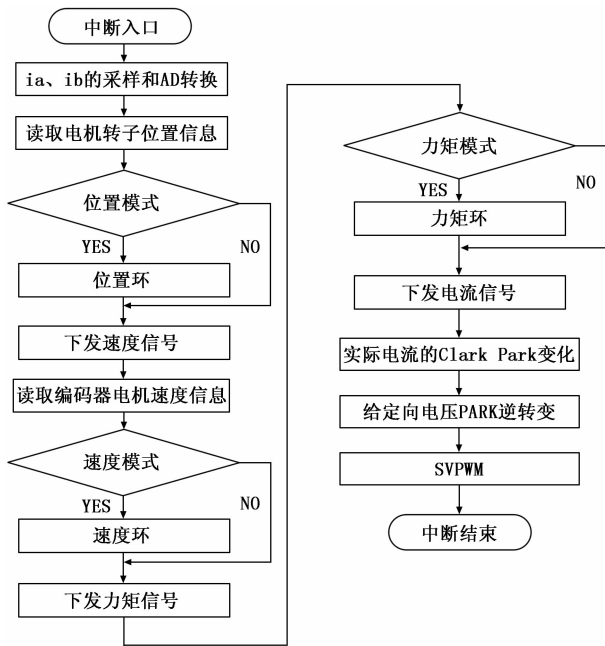 中断入口
ia、ib的采样和AD转换
读取电机转子位置信息
位置模式
YES
NO
位置环
下发速度信号
读取编码器电机速度信息
速度模式
YES
NO
速度环
下发力矩信号
力矩模式
YES
NO
力矩环
下发电流信号
实际电流的Clark Park变化
给定向电压PARK逆转变
SVPWM
中断结束